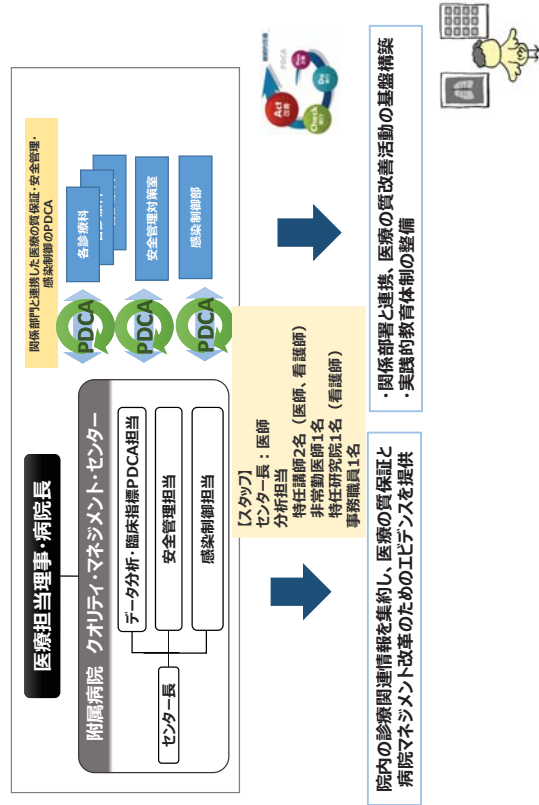 医療担当理事・病院長
附属病院 クオリティ・マネジメント・センター
センター長
データ分析・臨床指標PDCA担当
安全管理担当
感染制御担当
関係部門と連携した医療の質保証・安全管理・
感染制御のPDCA
PDCA
各診療科
PDCA
安全管理対策室
PDCA
感染制御部
【スタッフ】
センター長：医師
分析担当
特任講師2名（医師、看護師）
非常勤医師1名
特任研究院1名（看護師）
事務職員1名
PDCA
Plan
Do
Check
Act
改善
院内の診療関連情報を集約し、医療の質保証と
病院マネジメント改革のためのエビデンスを提供
・関係部署と連携、医療の質改善活動の基盤構築
・実践的教育体制の整備